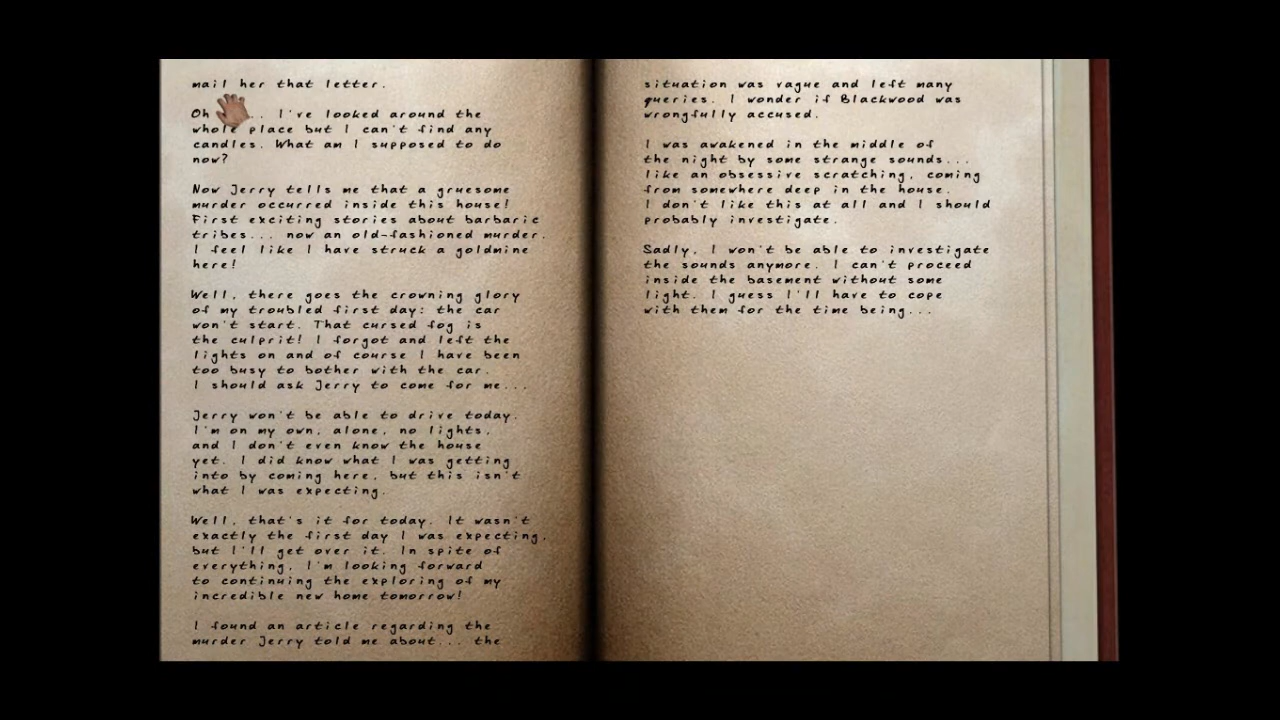 mail her that letter.
Oh .. I've looked around the
whole place but I can't find any
candles. What am I supposed to do
now?
Now Jerry tells me that a gruesome
murder occurred inside this house!
First exciting stories about barbaric
tribes... now an old-fashioned murder.
I feel like I have struck a goldmine
here!
Well, there goes the crowning glory
of my troubled first day: the car
won't start. That cursed fog is
the culprit! I forgot and left the
lights on and of course I have been
too busy to bother with the car.
I should ask Jerry to come for me...
Jerry won't be able to drive today.
I'm on my own, alone, no lights,
and I don't even know the house
yet. I did know what I was getting
into by coming here, but this isn't
what I was expecting.
Well, that's it for today. It wasn't
exactly the first day I was expecting,
but I'll get over it. In spite of
everything, I'm looking forward
to continuing the exploring of my
incredible new home tomorrow!
I found an article regarding the
murder Jerry told me about... the
situation was vague and left many
queries. I wonder if Blackwood was
wrongfully accused.
I was awakened in the middle of
the night by some strange sounds...
like an obsessive scratching, coming
from somewhere deep in the house.
I don't like this at all and I should
probably investigate.
Sadly, I won't be able to investigate
the sounds anymore. I can't proceed
inside the basement without some
light. I guess I'll have to cope
with them for the time being...